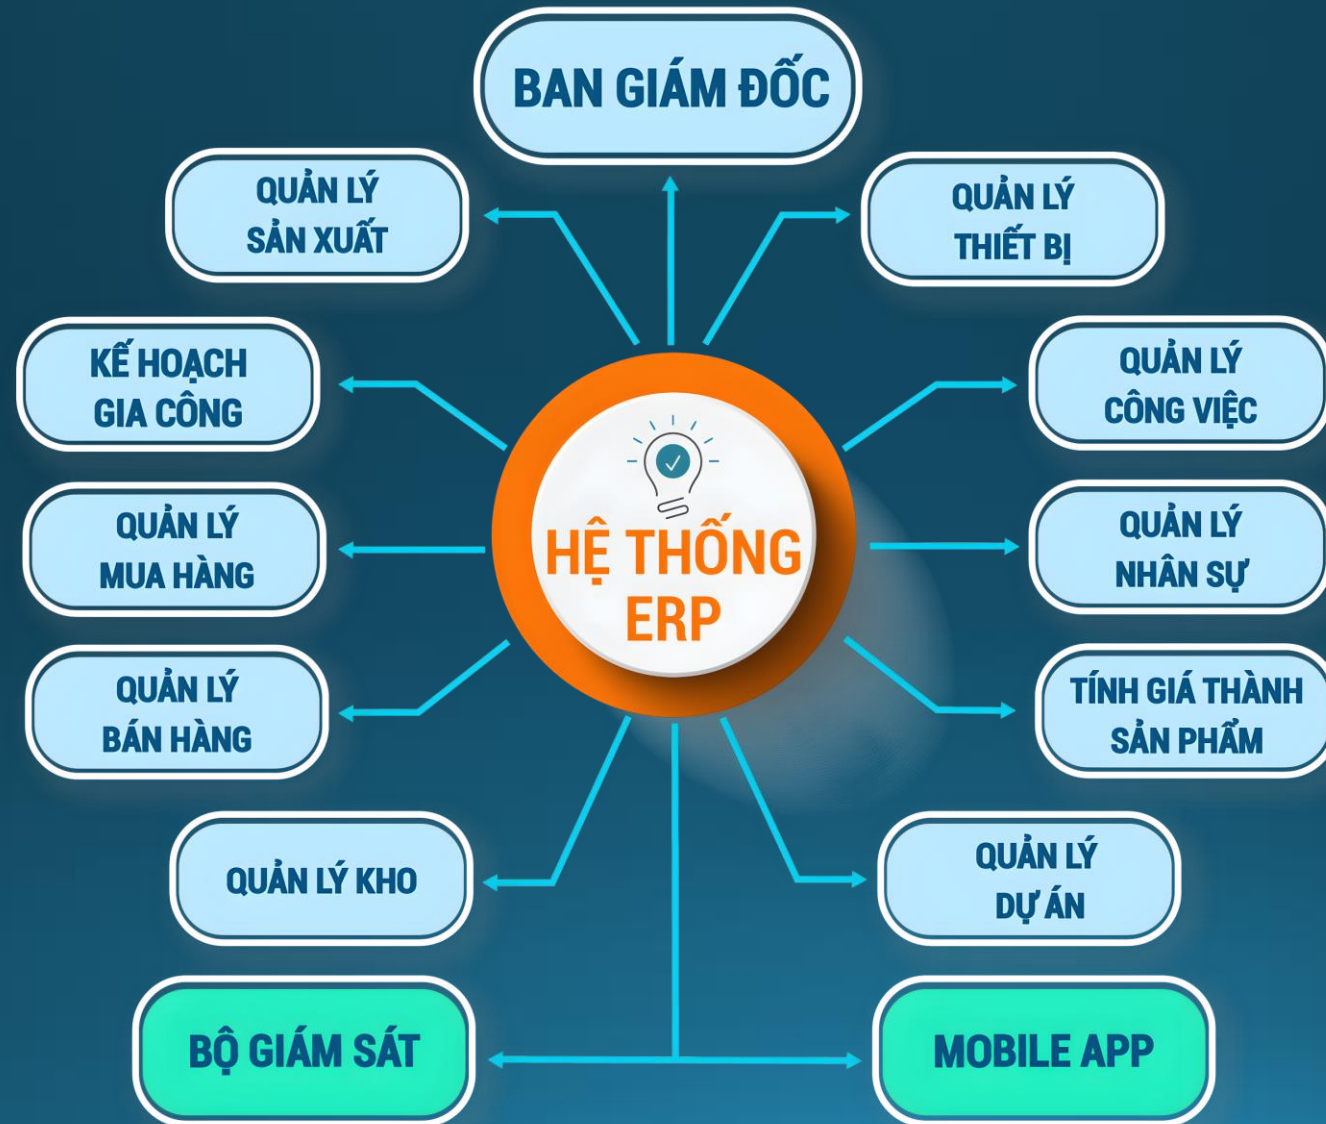 BAN GIÁM ĐỐC
QUẢN LÝ
SẢN XUẤT
QUẢN LÝ
THIẾT BỊ
KẾ HOẠCH
GIA CÔNG
QUẢN LÝ
CÔNG VIỆC
QUẢN LÝ
MUA HÀNG
HỆ THỐNG
ERP
QUẢN LÝ
NHÂN SỰ
QUẢN LÝ
BÁN HÀNG
TÍNH GIÁ THÀNH
SẢN PHẨM
QUẢN LÝ KHO
QUẢN LÝ
DỰ ÁN
BỘ GIÁM SÁT
MOBILE APP